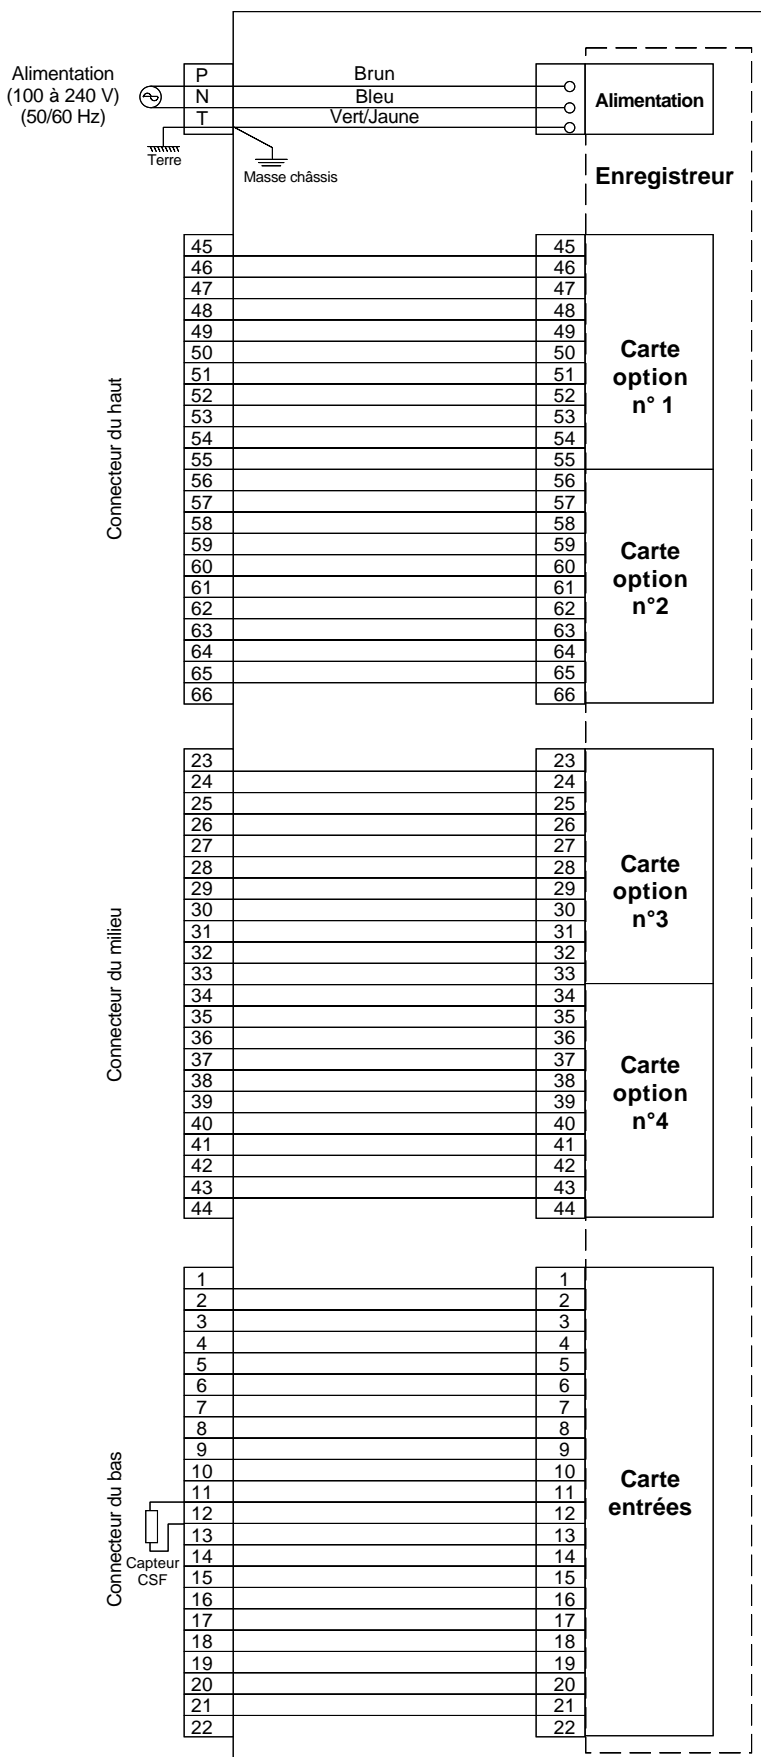 Alimentation
(100 à 240 V)
(50/60 Hz)
P Brun
N Bleu
T Vert/Jaune
Alimentation
Terre
Masse châssis
Enregistreur
Connecteur du haut
45 45
46 46
47 47
48 48
49 49
50 50
51 51
52 52
53 53
54 54
55 55
56 56
57 57
58 58
59 59
60 60
61 61
62 62
63 63
64 64
65 65
66 66
Carte
option
n° 1
Carte
option
n°2
Connecteur du milieu
23 23
24 24
25 25
26 26
27 27
28 28
29 29
30 30
31 31
32 32
33 33
34 34
35 35
36 36
37 37
38 38
39 39
40 40
41 41
42 42
43 43
44 44
Carte
option
n°3
Carte
option
n°4
Connecteur du bas
1 1
2 2
3 3
4 4
5 5
6 6
7 7
8 8
9 9
10 10
11 11
12 12
13 13
14 14
15 15
16 16
17 17
18 18
19 19
20 20
21 21
22 22
Capteur
CSF
Carte
entrées